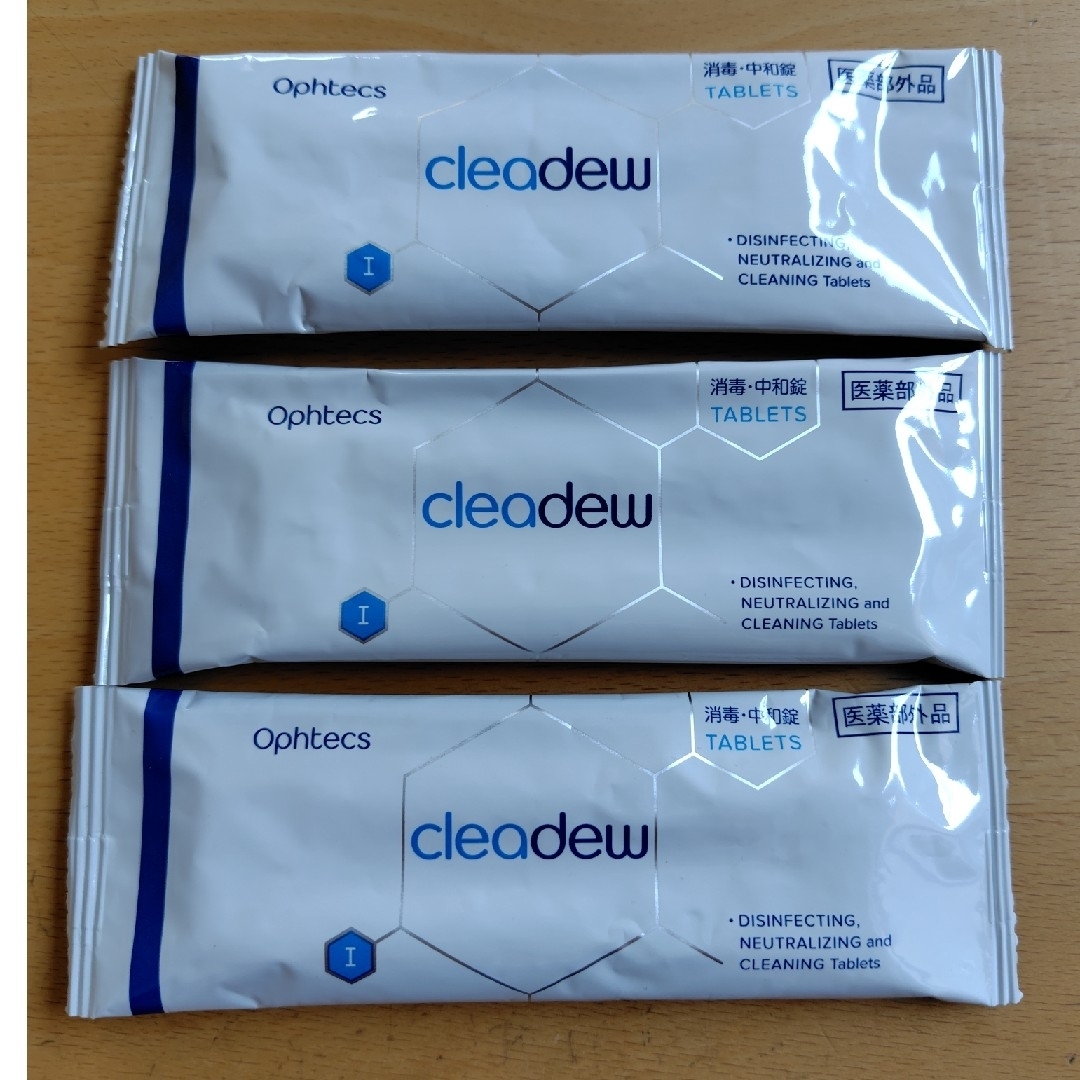 Ophtecs
消毒・中和錠
TABLETS
医薬部外品
cleadew
I
・DISINFECTING,
NEUTRALIZING and
CLEANING Tablets
Ophtecs
消毒・中和錠
TABLETS
医薬部外品
cleadew
I
・DISINFECTING,
NEUTRALIZING and
CLEANING Tablets
Ophtecs
消毒・中和錠
TABLETS
医薬部外品
cleadew
I
・DISINFECTING,
NEUTRALIZING and
CLEANING Tablets